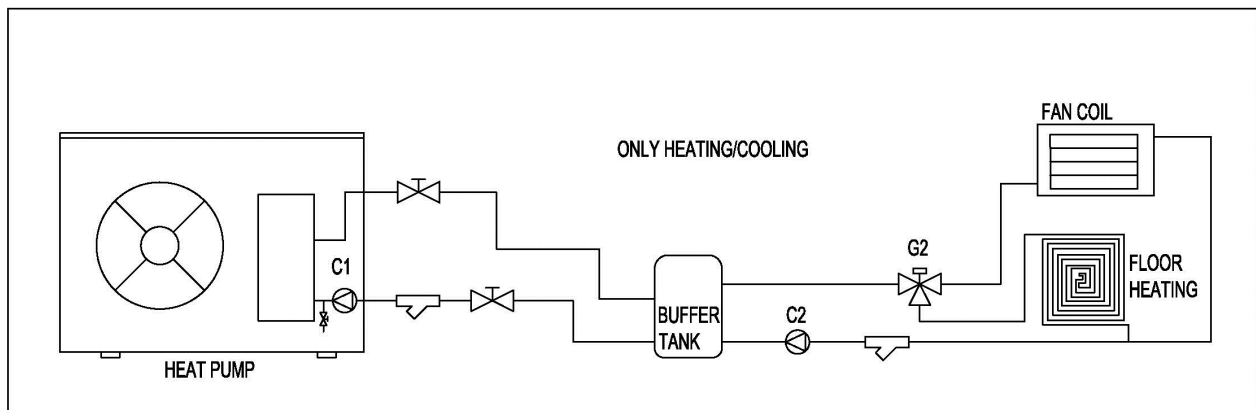 FAN COIL
ONLY HEATING/COOLING
G2
C1
FLOOR
HEATING
BUFFER
TANK
C2
HEAT PUMP